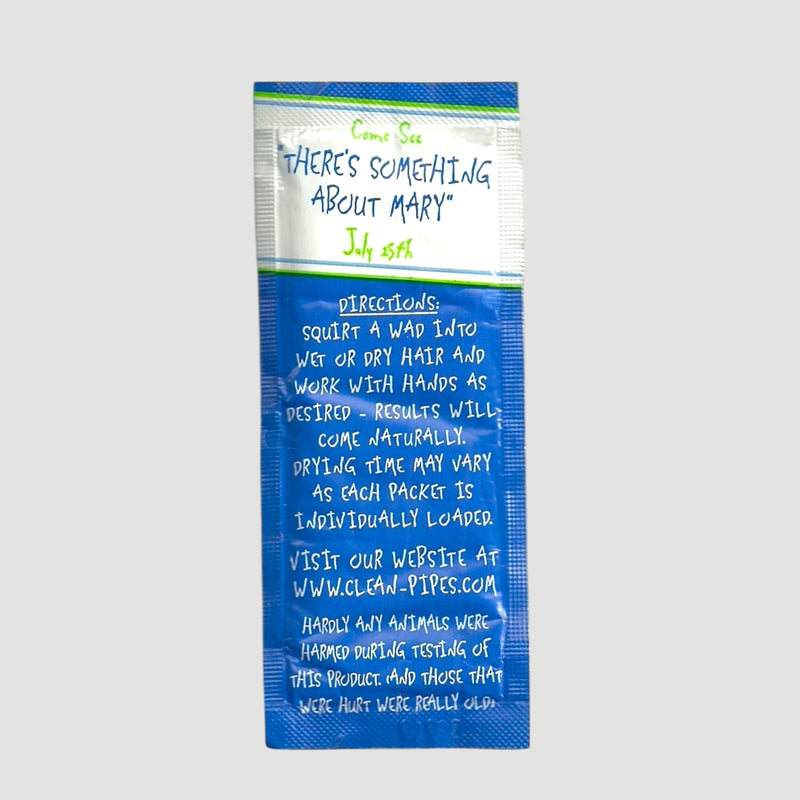 Come See
"THERE'S SOMETHING
ABOUT MARY"
July 15th
DIRECTIONS:
SQUIRT A WAD INTO
WET OR DRY HAIR AND
WORK WITH HANDS AS
DESIRED - RESULTS WILL
COME NATURALLY.
DRYING TIME MAY VARY
AS EACH PACKET IS
INDIVIDUALLY LOADED.
VISIT OUR WEBSITE AT
WWW.CLEAN-PIPES.COM
HARDLY ANY ANIMALS WERE
HARMED DURING TESTING OF
THIS PRODUCT. (AND THOSE THAT
WERE HURT WERE REALLY OLD)